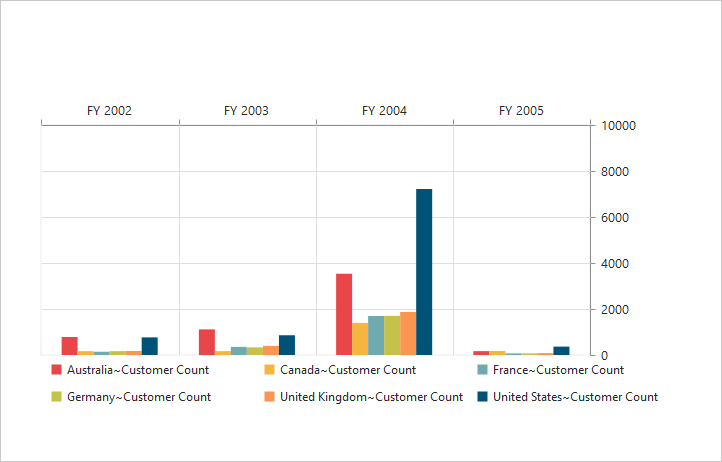 FY 2002 FY 2003 FY 2004 FY 2005
10000
8000
6000
4000
2000
0
Australia~Customer Count Canada~Customer Count France~Customer Count
Germany~Customer Count United Kingdom~Customer Count United States~Customer Count